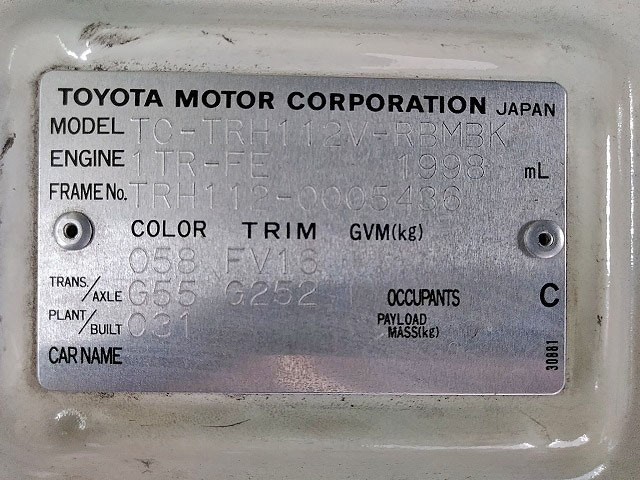 TOYOTA MOTOR CORPORATION JAPAN
MODEL TC-TRH112V-RBMBK
ENGINE 1TR-FE 1998 mL
FRAME No. TRH112-0005436
COLOR TRIM GVM(kg)
058 FV16
TRANS./AXLE G55 G252 OCCUPANTS C
PLANT/BUILT 031 PAYLOAD MASS(kg)
CAR NAME
30881